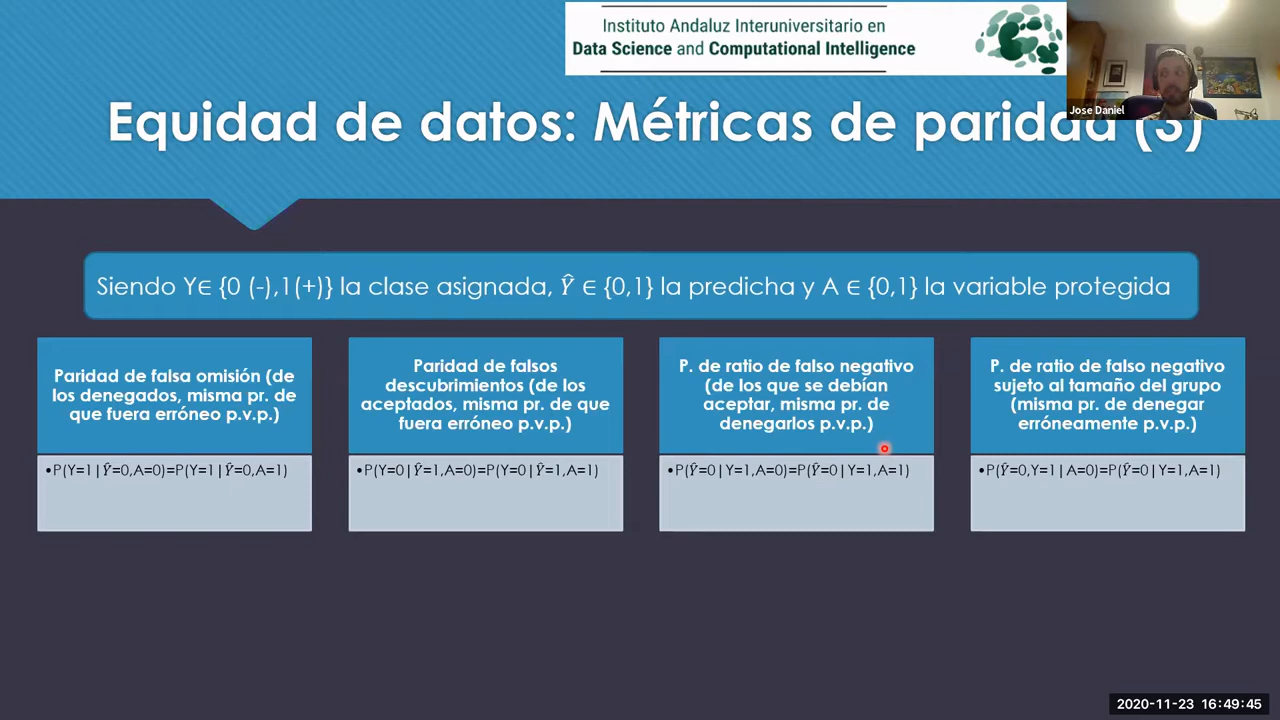 Instituto Andaluz Interuniversitario en
Data Science and Computational Intelligence
Jose Daniel
Equidad de datos: Métricas de paridad (3)
Siendo Y∈ {0 (-),1(+)} la clase asignada, Ŷ ∈ {0,1} la predicha y A ∈ {0,1} la variable protegida
Paridad de falsa omisión (de
los denegados, misma pr. de
que fuera erróneo p.v.p.)
•P(Y=1|Ŷ=0,A=0)=P(Y=1|Ŷ=0,A=1)
Paridad de falsos
descubrimientos (de los
aceptados, misma pr. de que
fuera erróneo p.v.p.)
•P(Y=0|Ŷ=1,A=0)=P(Y=0|Ŷ=1,A=1)
P. de ratio de falso negativo
(de los que se debían
aceptar, misma pr. de
denegarlos p.v.p.)
•P(Ŷ=0|Y=1,A=0)=P(Ŷ=0|Y=1,A=1)
P. de ratio de falso negativo
sujeto al tamaño del grupo
(misma pr. de denegar
erróneamente p.v.p.)
•P(Ŷ=0,Y=1|A=0)=P(Ŷ=0|Y=1,A=1)
2020-11-23 16:49:45